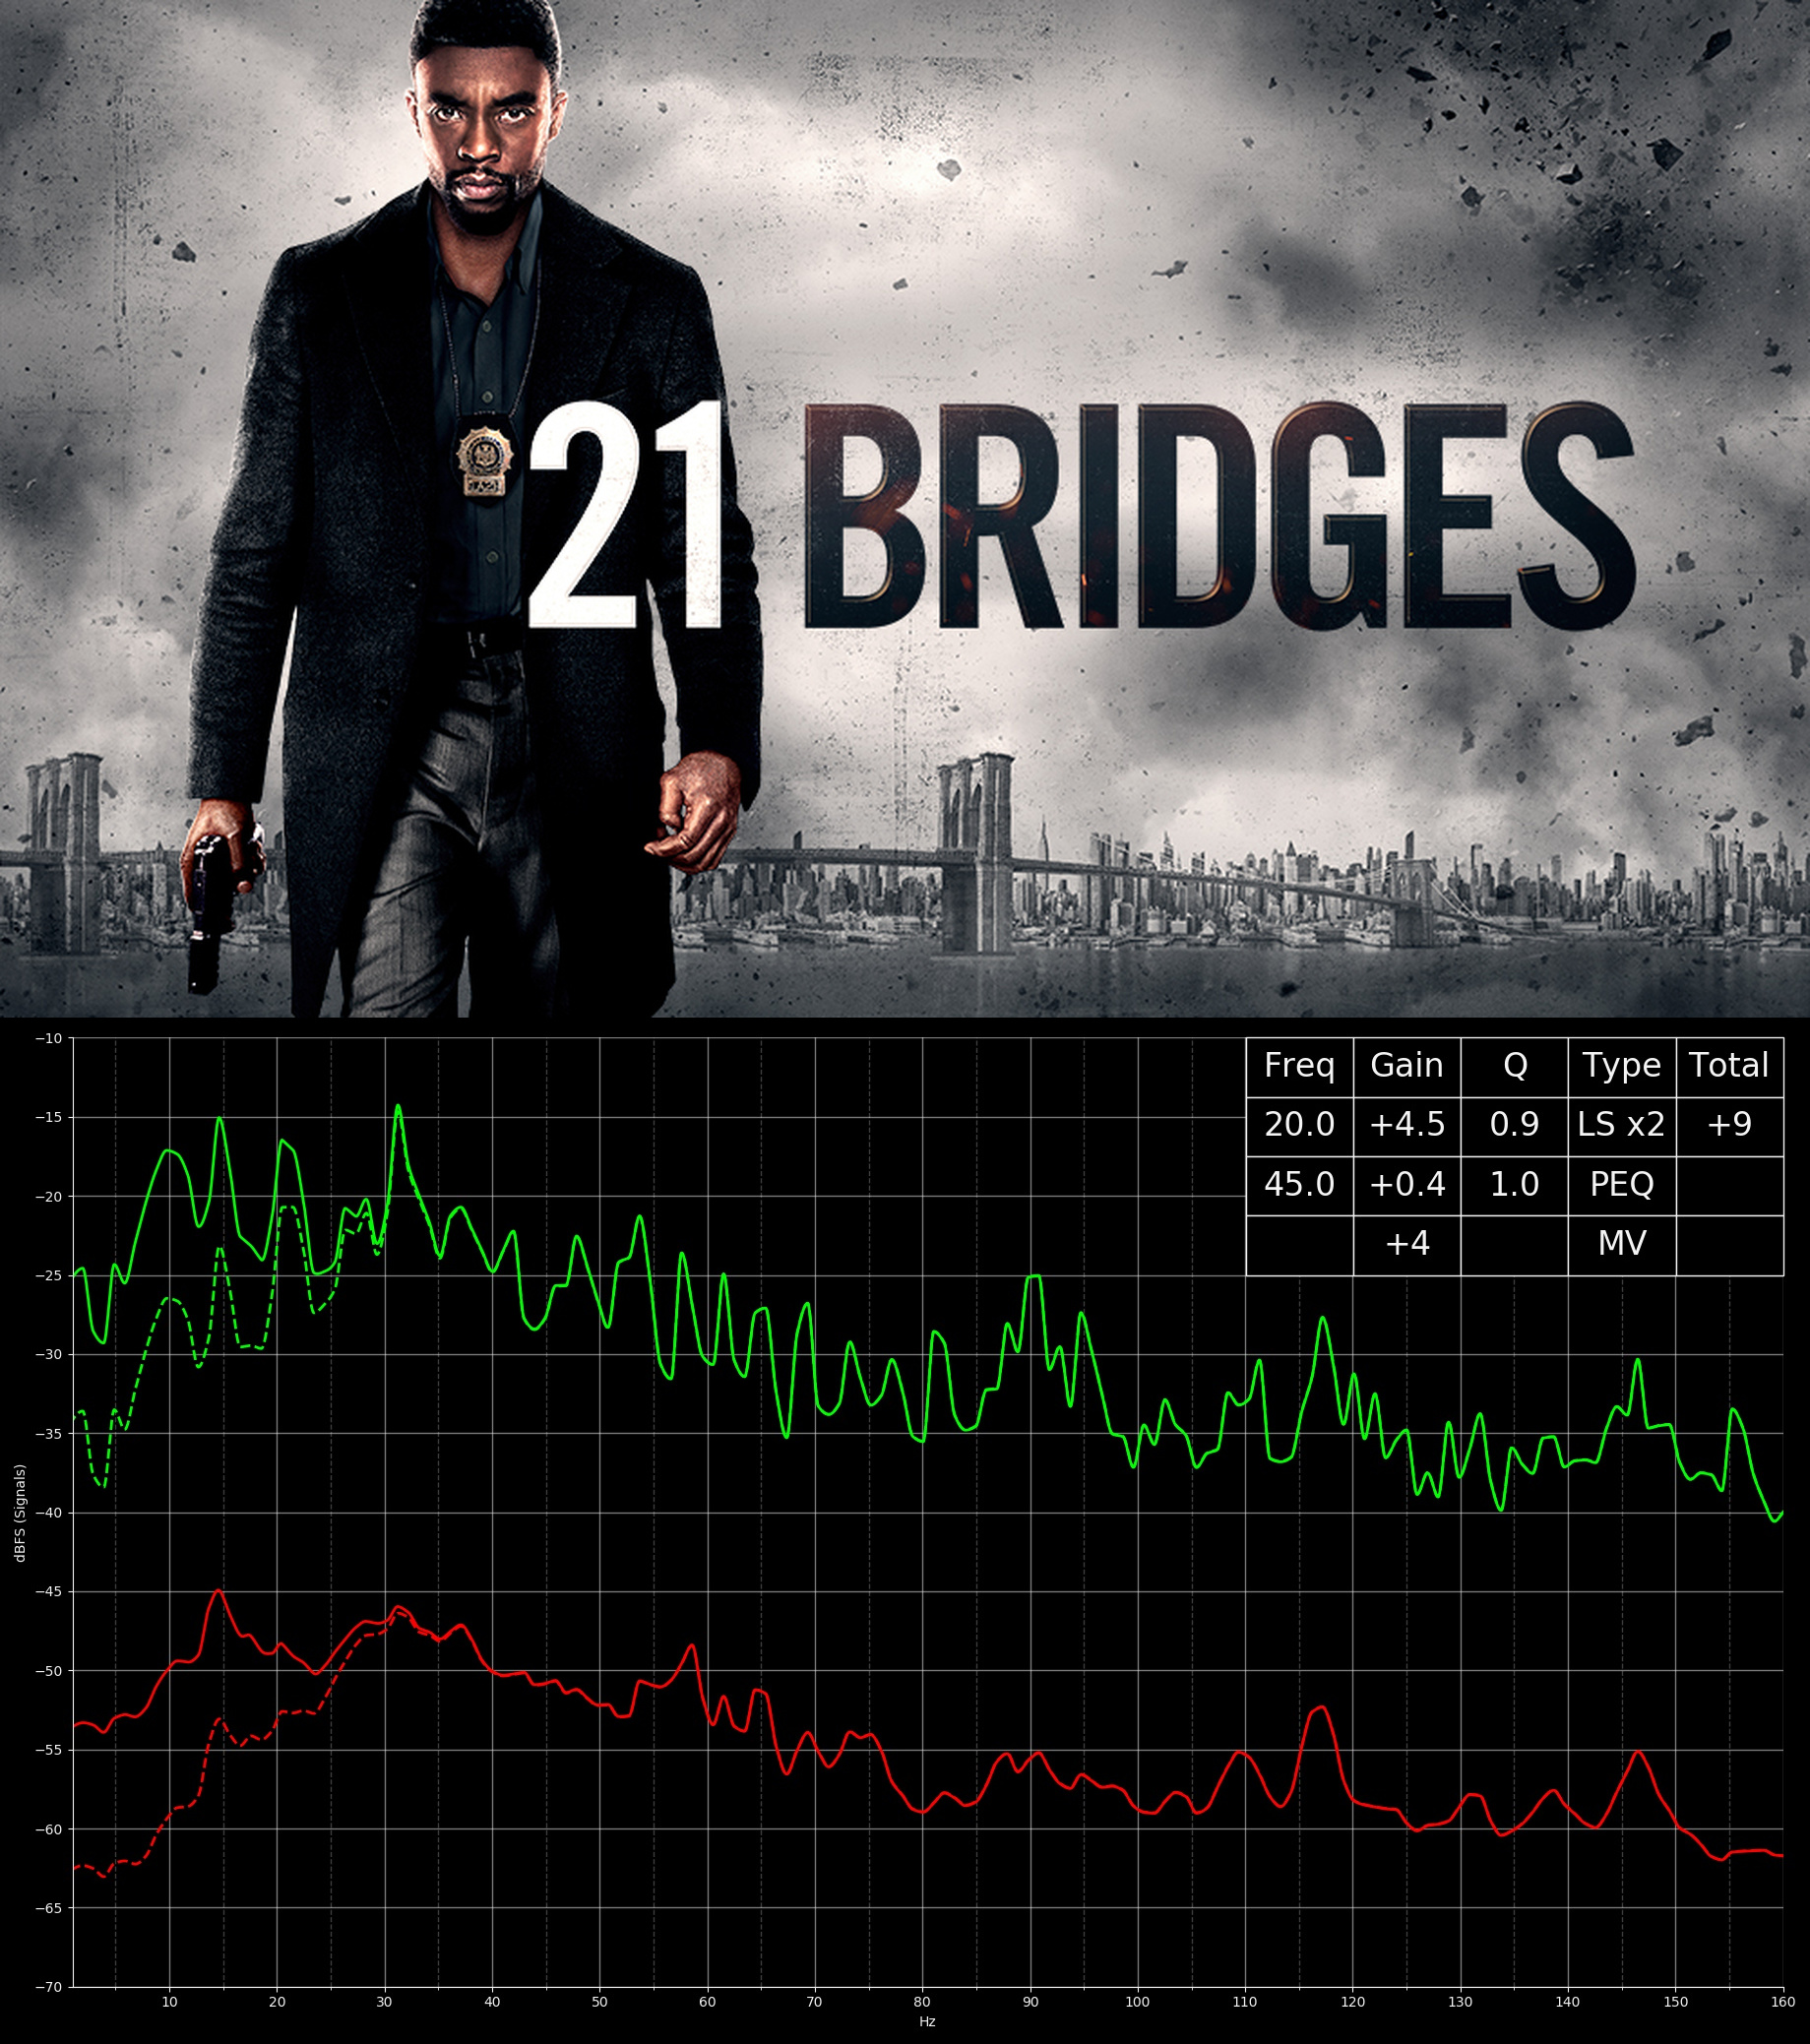 21 BRIDGES
Freq Gain Q Type Total
20.0 +4.5 0.9 LS x2 +9
45.0 +0.4 1.0 PEQ
+4 MV
−10
−15
−20
−25
−30
−35
−40
−45
−50
−55
−60
−65
−70
dBFS (Signals)
10 20 30 40 50 60 70 80 90 100 110 120 130 140 150 160
Hz